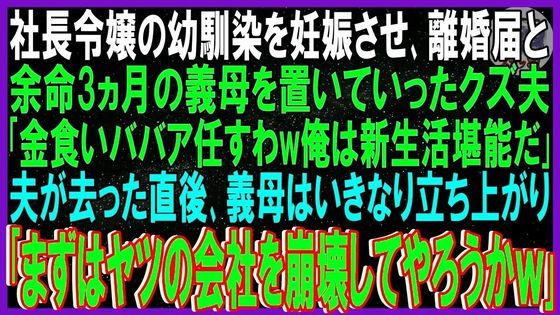 社長令嬢の幼馴染を妊娠させ、離婚届と
余命3ヵ月の義母を置いていったクズ夫
「金食いババア任すわw俺は新生活堪能だ」
夫が去った直後、義母はいきなり立ち上がり
「まずはヤツの会社を崩壊してやろうかw」